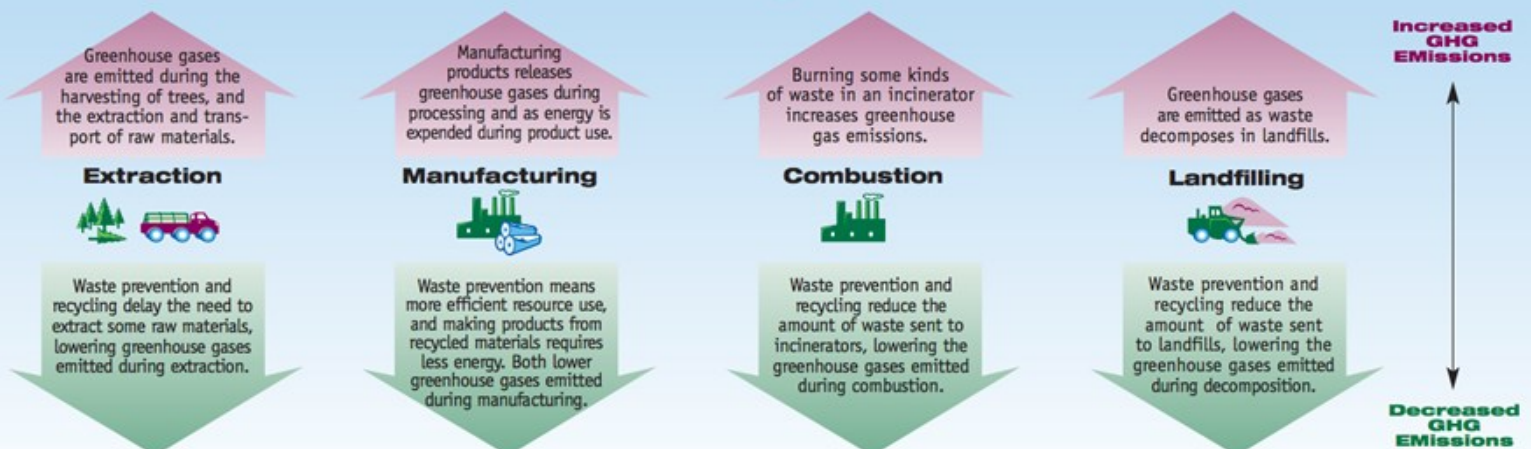 Greenhouse gases
are emitted during the
harvesting of trees, and
the extraction and trans-
port of raw materials.
Extraction
Waste prevention and
recycling delay the need to
extract some raw materials,
lowering greenhouse gases
emitted during extraction.
Manufacturing
products releases
greenhouse gases during
processing and as energy is
expended during product use.
Manufacturing
Waste prevention means
more efficient resource use,
and making products from
recycled materials requires
less energy. Both lower
greenhouse gases emitted
during manufacturing.
Burning some kinds
of waste in an incinerator
increases greenhouse
gas emissions.
Combustion
Waste prevention and
recycling reduce the
amount of waste sent to
incinerators, lowering the
greenhouse gases emitted
during combustion.
Greenhouse gases
are emitted as waste
decomposes in landfills.
Landfilling
Waste prevention and
recycling reduce the
amount of waste sent
to landfills, lowering the
greenhouse gases emitted
during decomposition.
Increased
GHG
EMissions
Decreased
GHG
EMissions